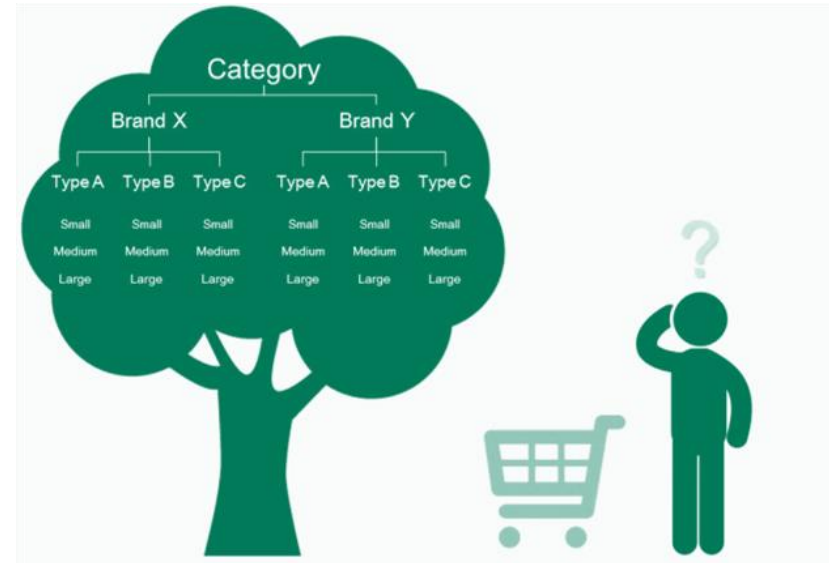 Category
Brand X Brand Y
Type A Type B Type C Type A Type B Type C
Small Small Small Small Small Small
Medium Medium Medium Medium Medium Medium
Large Large Large Large Large Large
?